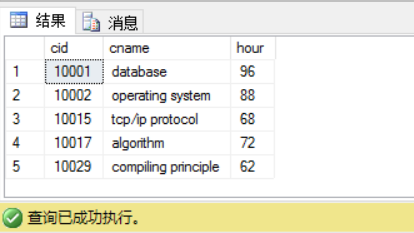 结果 消息
cid cname hour
1 10001 database 96
2 10002 operating system 88
3 10015 tcp/ip protocol 68
4 10017 algorithm 72
5 10029 compiling principle 62
查询已成功执行。